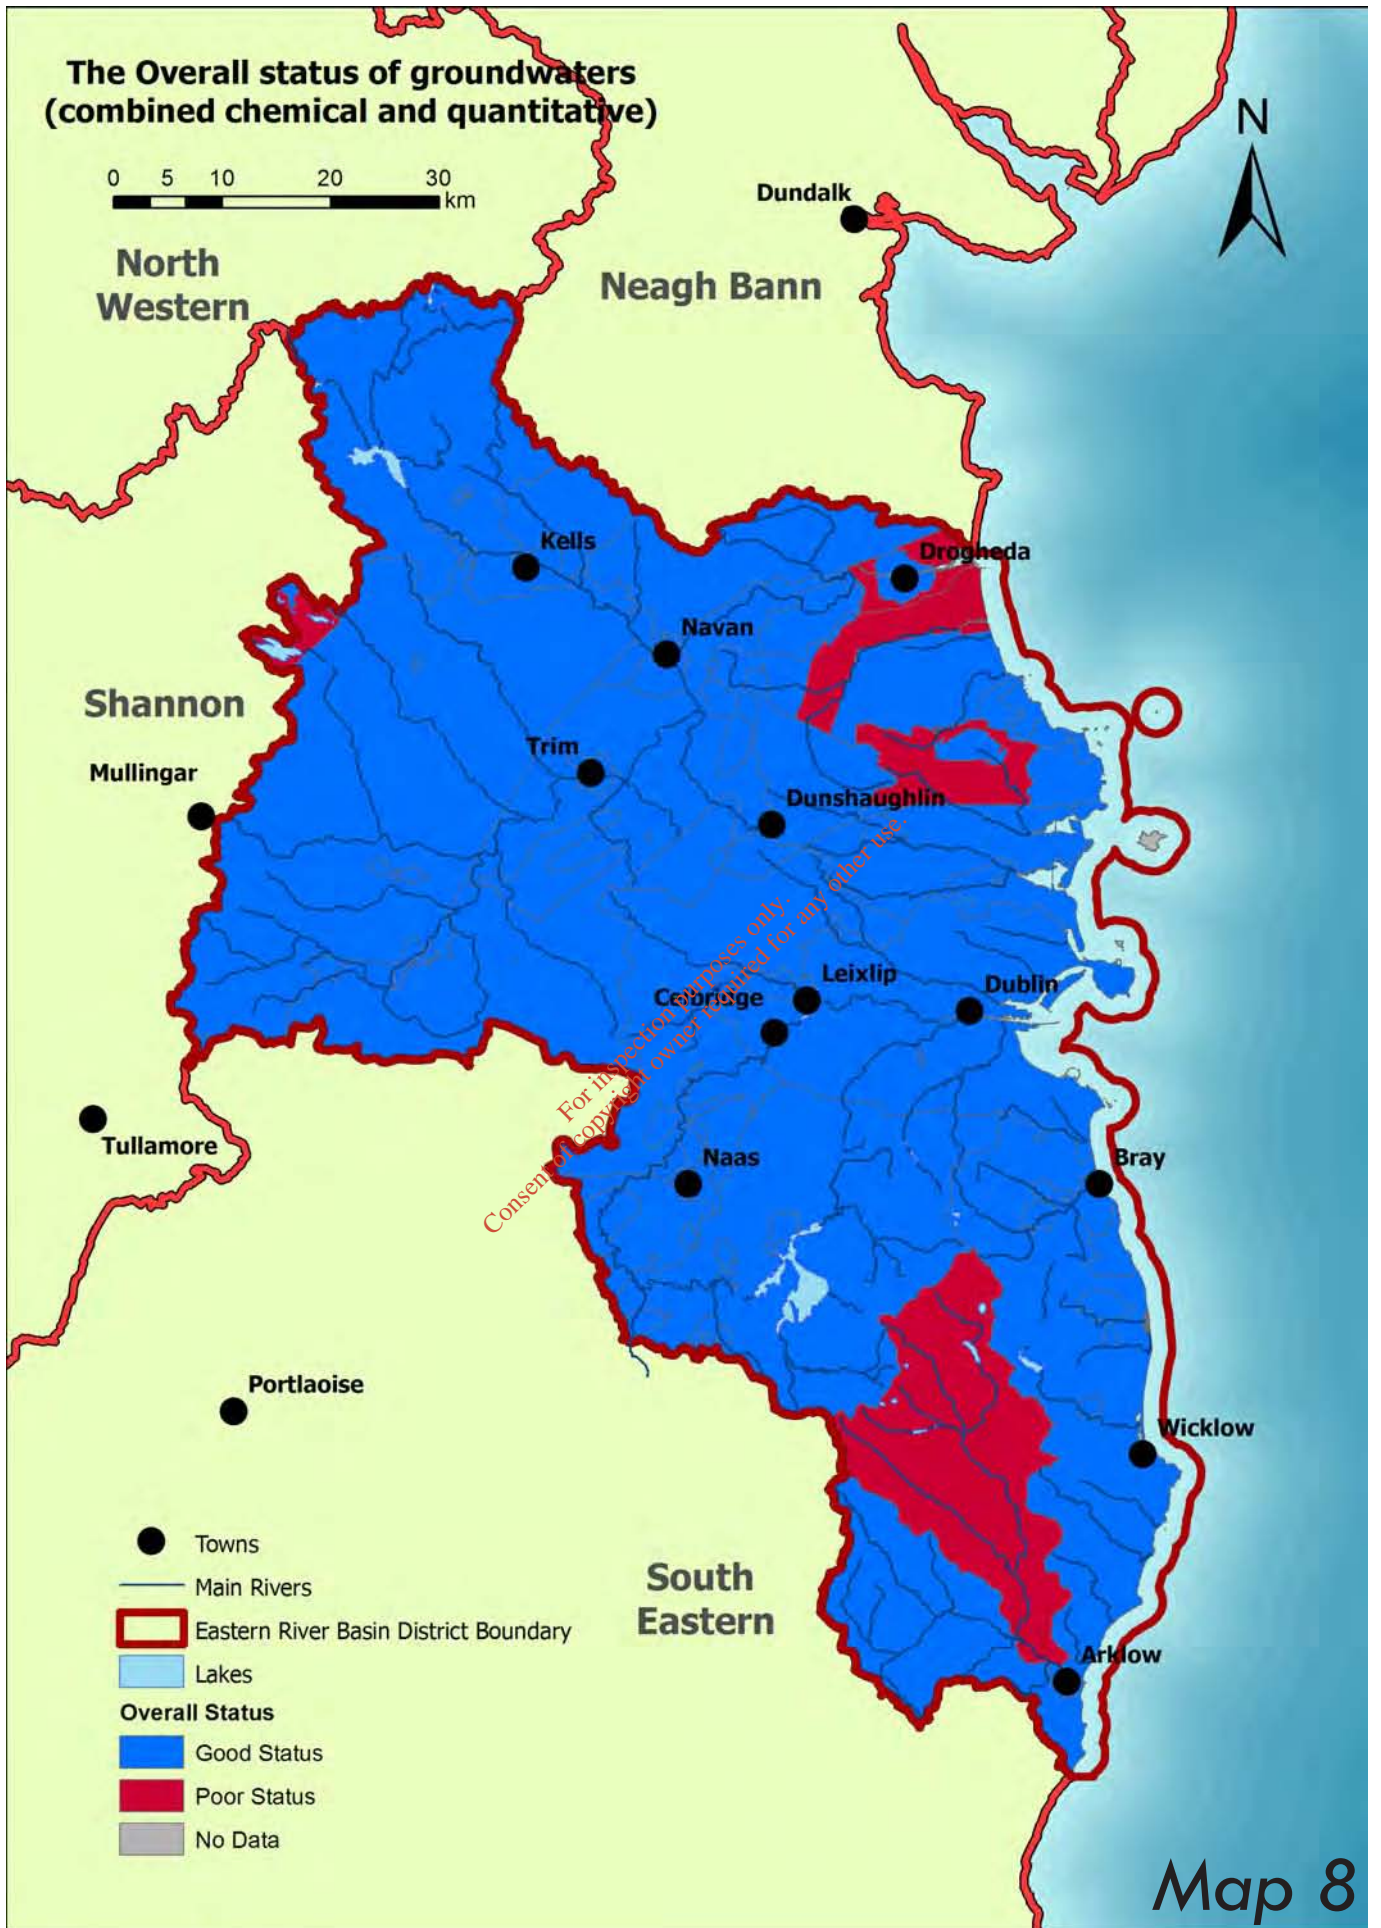 The Overall status of groundwaters
(combined chemical and quantitative)
0 5 10 20 30
km
N
Dundalk
North
Western
Neagh Bann
Kells
Drogheda
Navan
Shannon
Trim
Mullingar
Dunshaughlin
Leixlip
Celbridge
Dublin
For inspection purposes only.
Consent of copyright owner required for any other use.
Tullamore
Naas
Bray
Portlaoise
Wicklow
South
Eastern
Arklow
Towns
Main Rivers
Eastern River Basin District Boundary
Lakes
Overall Status
Good Status
Poor Status
No Data
Map 8